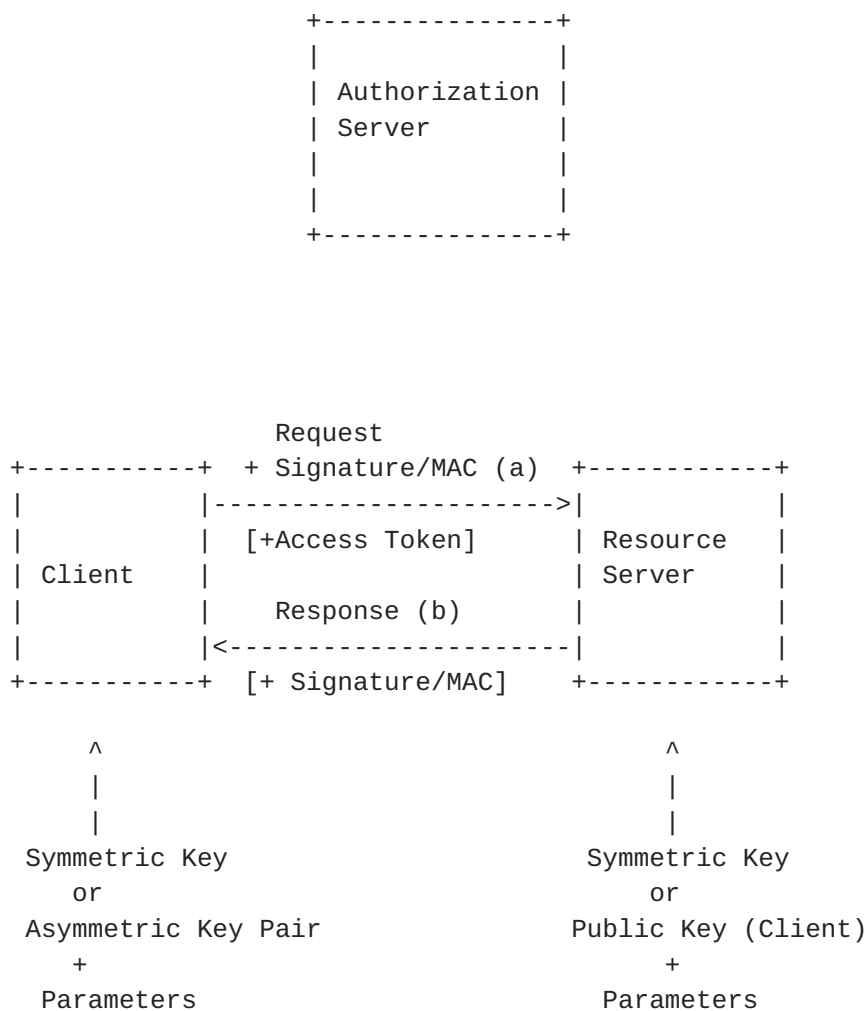 +---------------+
|               |
| Authorization |
| Server        |
|               |
|               |
+---------------+
Request
+-----------+  + Signature/MAC (a)  +------------+
|           |---------------------->|            |
|           |  [+Access Token]      | Resource   |
| Client    |                       | Server     |
|           |    Response (b)       |            |
|           |<----------------------|            |
+-----------+  [+ Signature/MAC]    +------------+
^                                     ^
|                                     |
|                                     |
Symmetric Key                       Symmetric Key
or                                  or
Asymmetric Key Pair                Public Key (Client)
+                                     +
Parameters                          Parameters